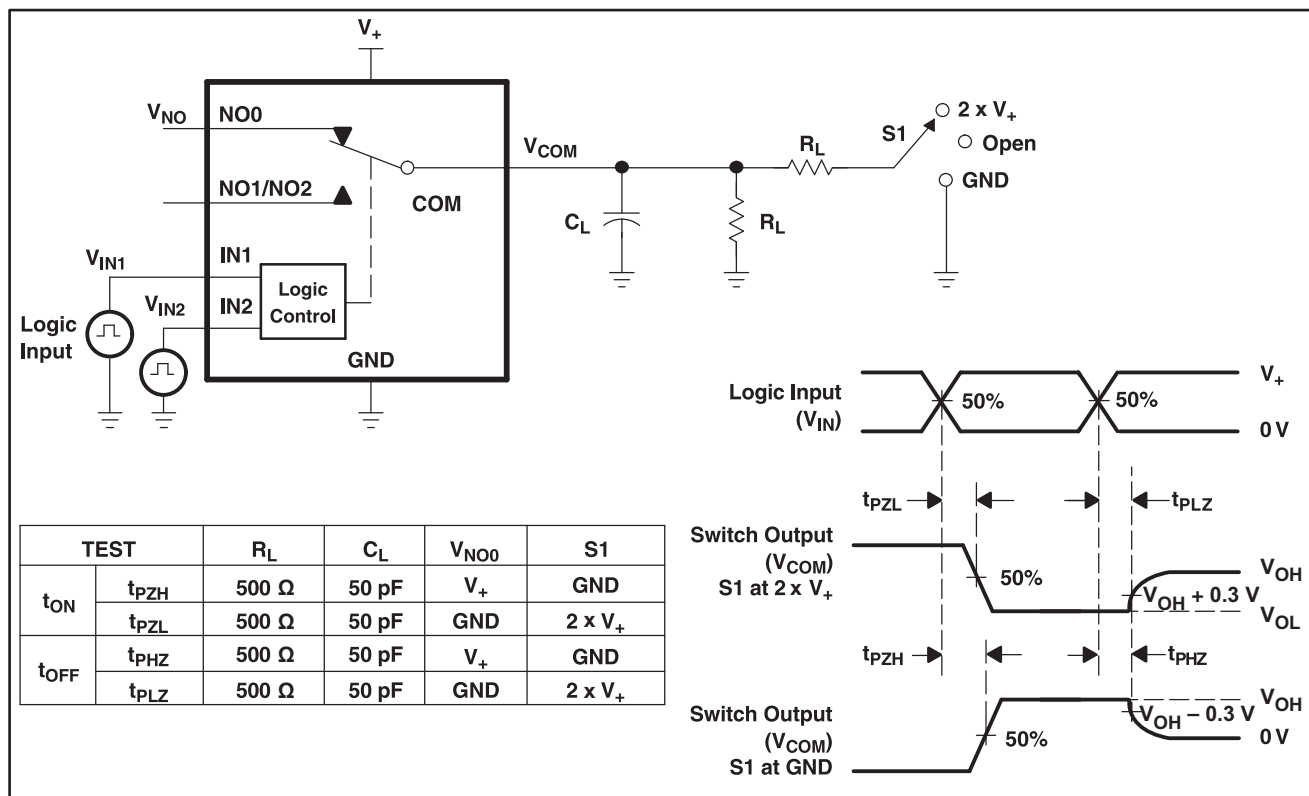 V+
VNO NO0
NO1/NO2
COM
VCOM
CL
RL
RL
S1
2 x V+
Open
GND
VIN1 IN1
VIN2 IN2
Logic
Control
Logic
Input
GND
Logic Input
(VIN)
50%
50%
V+
0 V
tPZL
tPLZ
Switch Output
(VCOM)
S1 at 2 x V+
50%
VOH
VOH + 0.3 V
VOL
tPZH
tPHZ
Switch Output
(VCOM)
S1 at GND
50%
VOH
VOH – 0.3 V
0 V
TEST RL CL VNO0 S1
tON tPZH 500 Ω 50 pF V+ GND
tPZL 500 Ω 50 pF GND 2 x V+
tOFF tPHZ 500 Ω 50 pF V+ GND
tPLZ 500 Ω 50 pF GND 2 x V+